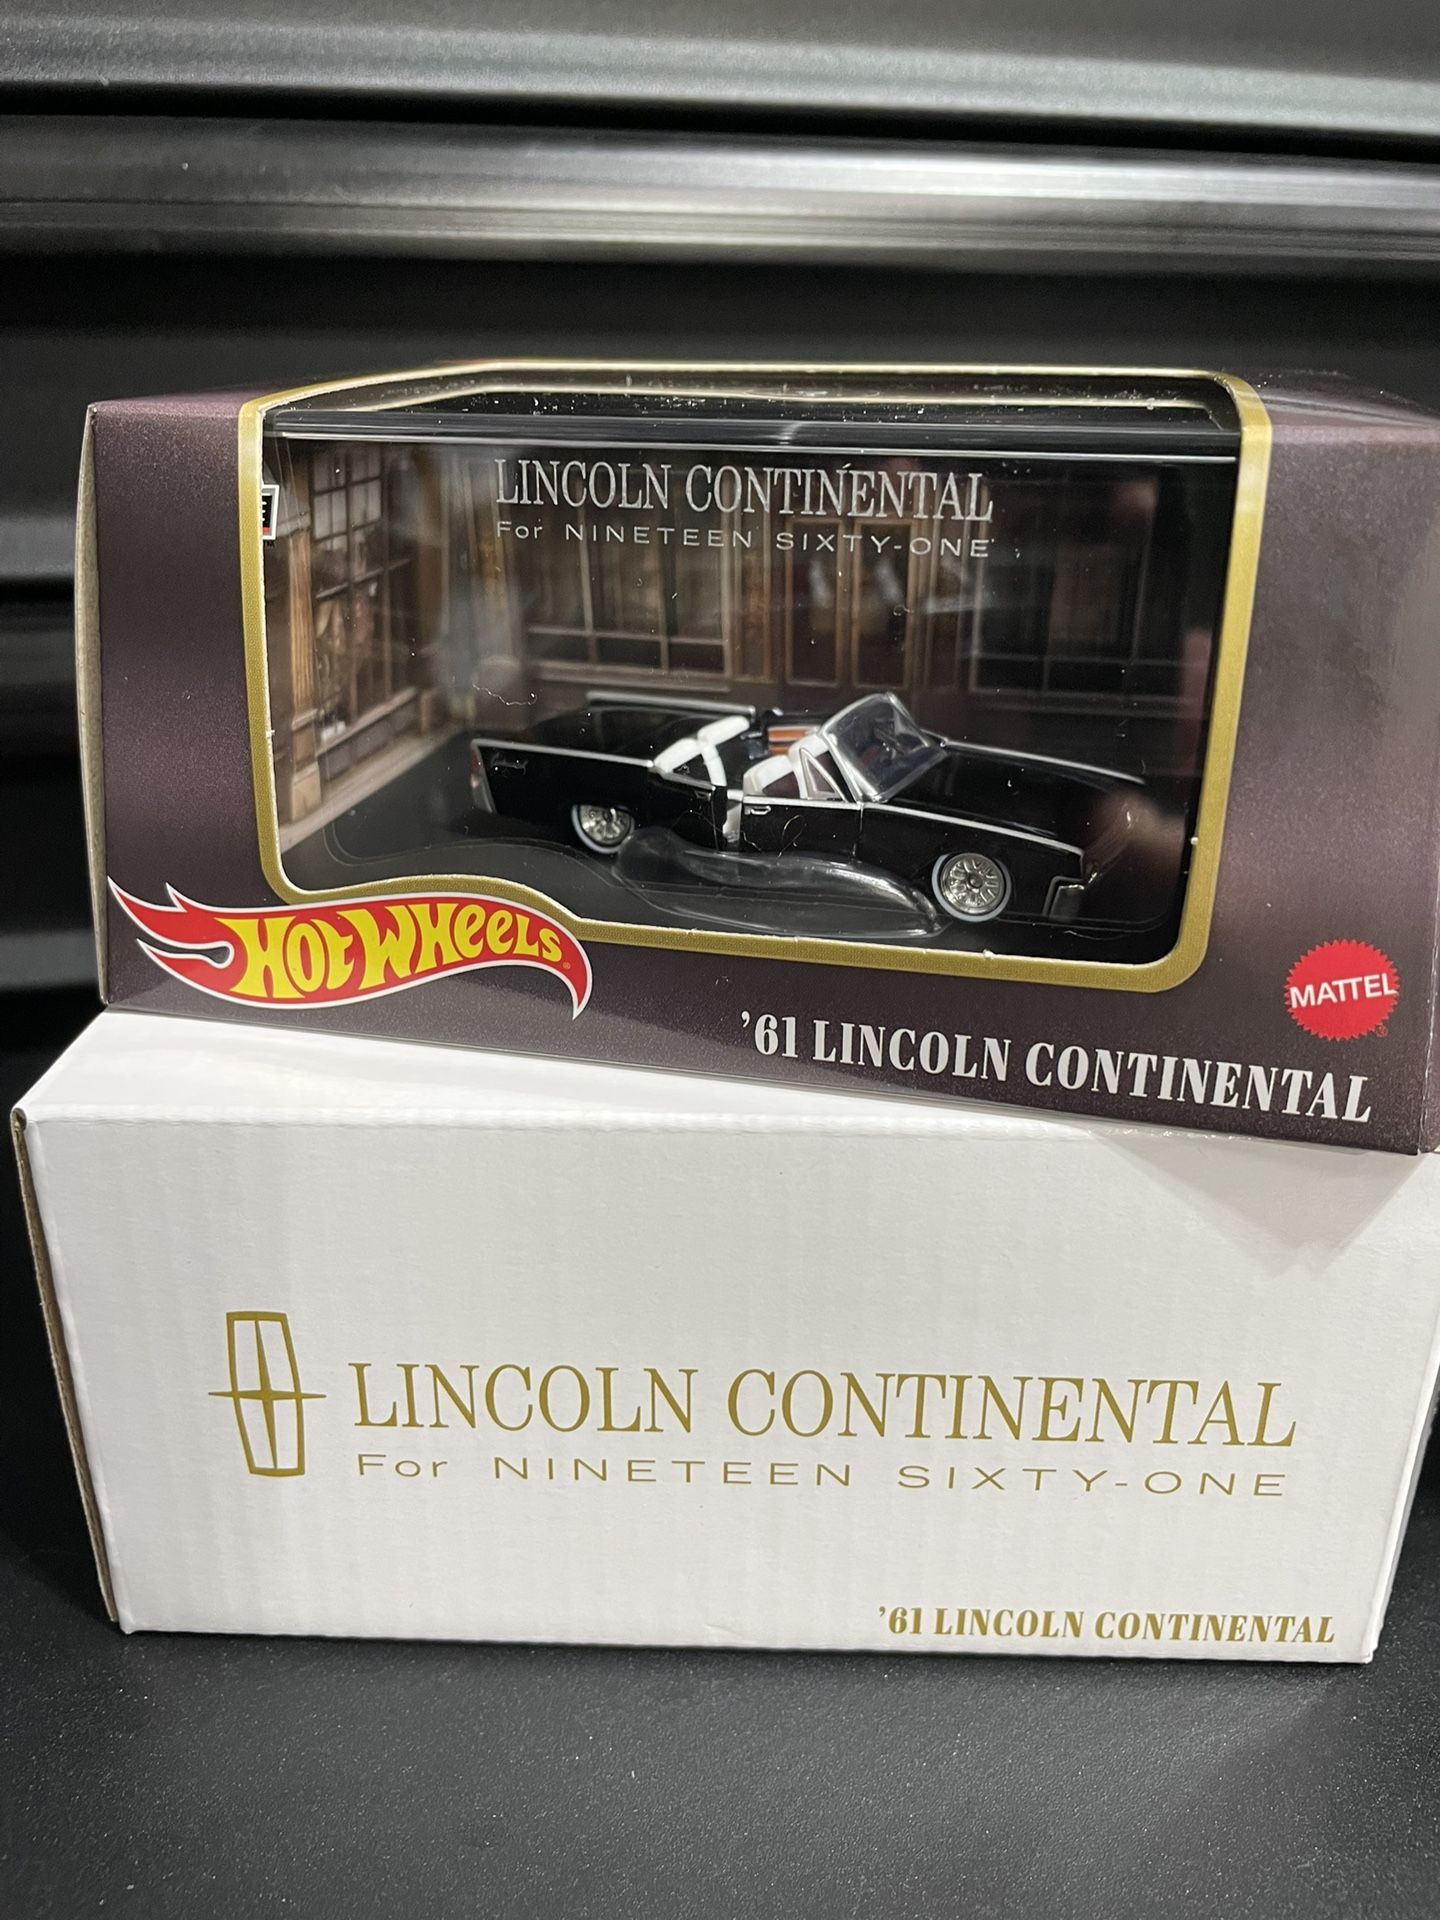 LINCOLN CONTINENTAL
For NINETEEN SIXTY-ONE
HOT WHEELS
MATTEL
'61 LINCOLN CONTINENTAL
LINCOLN CONTINENTAL
For NINETEEN SIXTY-ONE
'61 LINCOLN CONTINENTAL